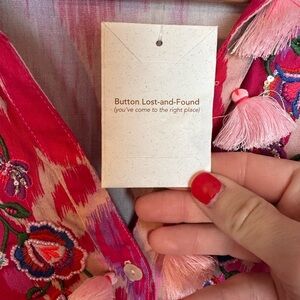 Button Lost-and-Found
(you've come to the right place)